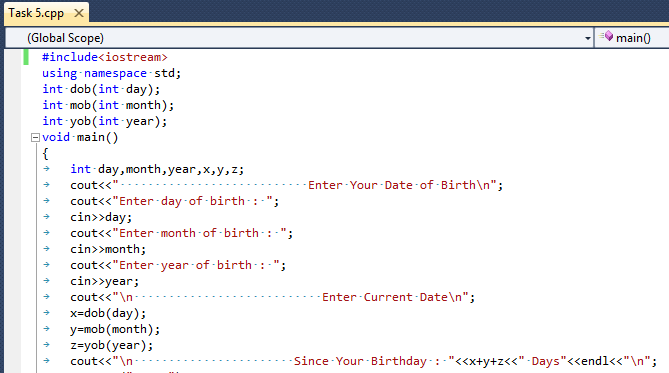 Task 5.cpp
(Global Scope) main()
#include<iostream>
using namespace std;
int dob(int day);
int mob(int month);
int yob(int year);
void main()
{
int day,month,year,x,y,z;
cout<<"                          Enter Your Date of Birth\n";
cout<<"Enter day of birth : ";
cin>>day;
cout<<"Enter month of birth : ";
cin>>month;
cout<<"Enter year of birth : ";
cin>>year;
cout<<"\n                          Enter Current Date\n";
x=dob(day);
y=mob(month);
z=yob(year);
cout<<"\n                      Since Your Birthday : "<<x+y+z<<" Days"<<endl<<"\n";